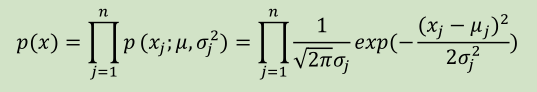 p(x) = ∏_{j=1}^{n} p(x_j; μ, σ_j^2) = ∏_{j=1}^{n} \frac{1}{\sqrt{2π}σ_j} exp(-\frac{(x_j - μ_j)^2}{2σ_j^2})